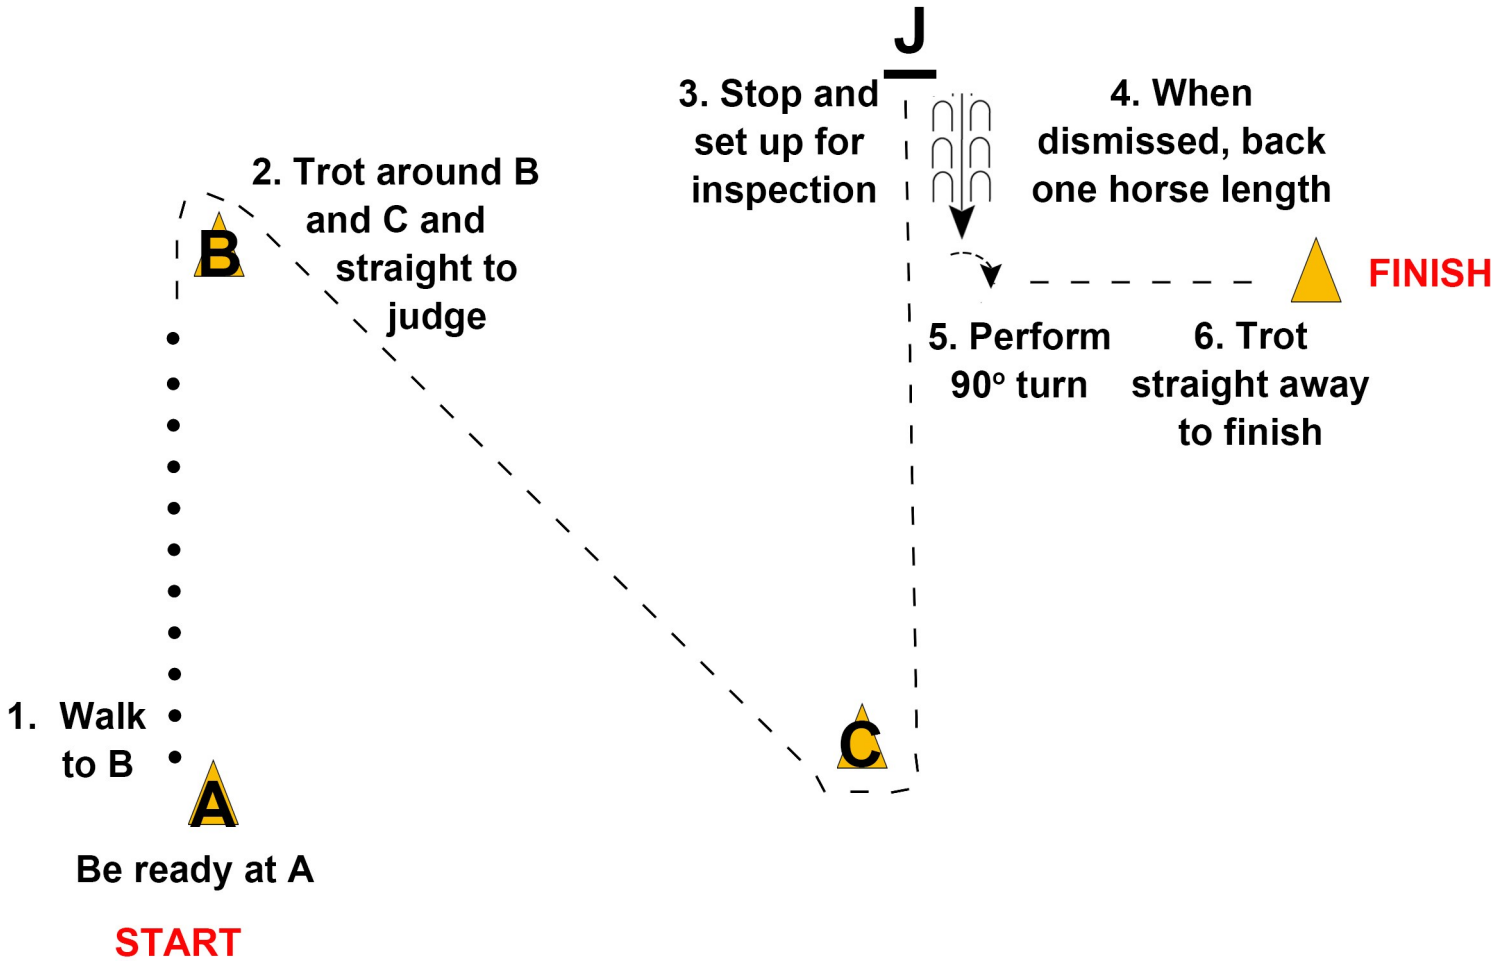 J
3. Stop and
set up for
inspection
4. When
dismissed, back
one horse length
2. Trot around B
and C and
straight to
judge
B
FINISH
5. Perform
90º turn
6. Trot
straight away
to finish
1. Walk
to B
C
A
Be ready at A
START